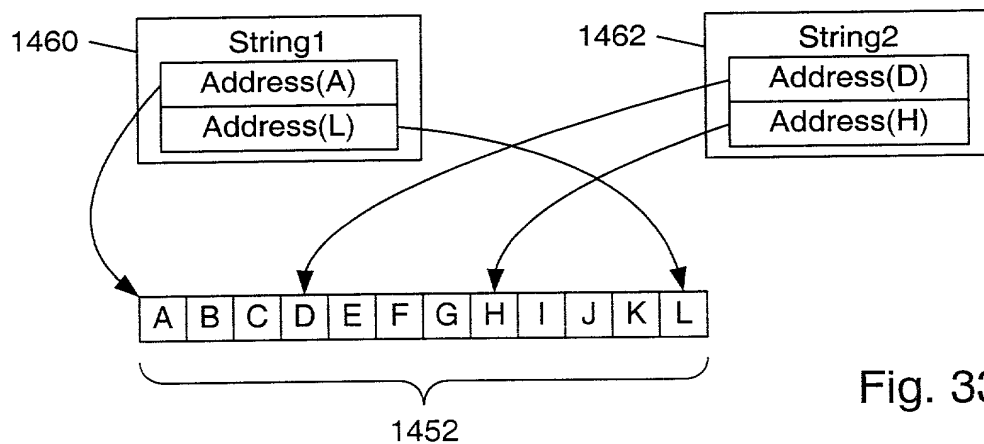 1460
String1
Address(A)
Address(L)
1462
String2
Address(D)
Address(H)
A B C D E F G H I J K L
1452
Fig. 33